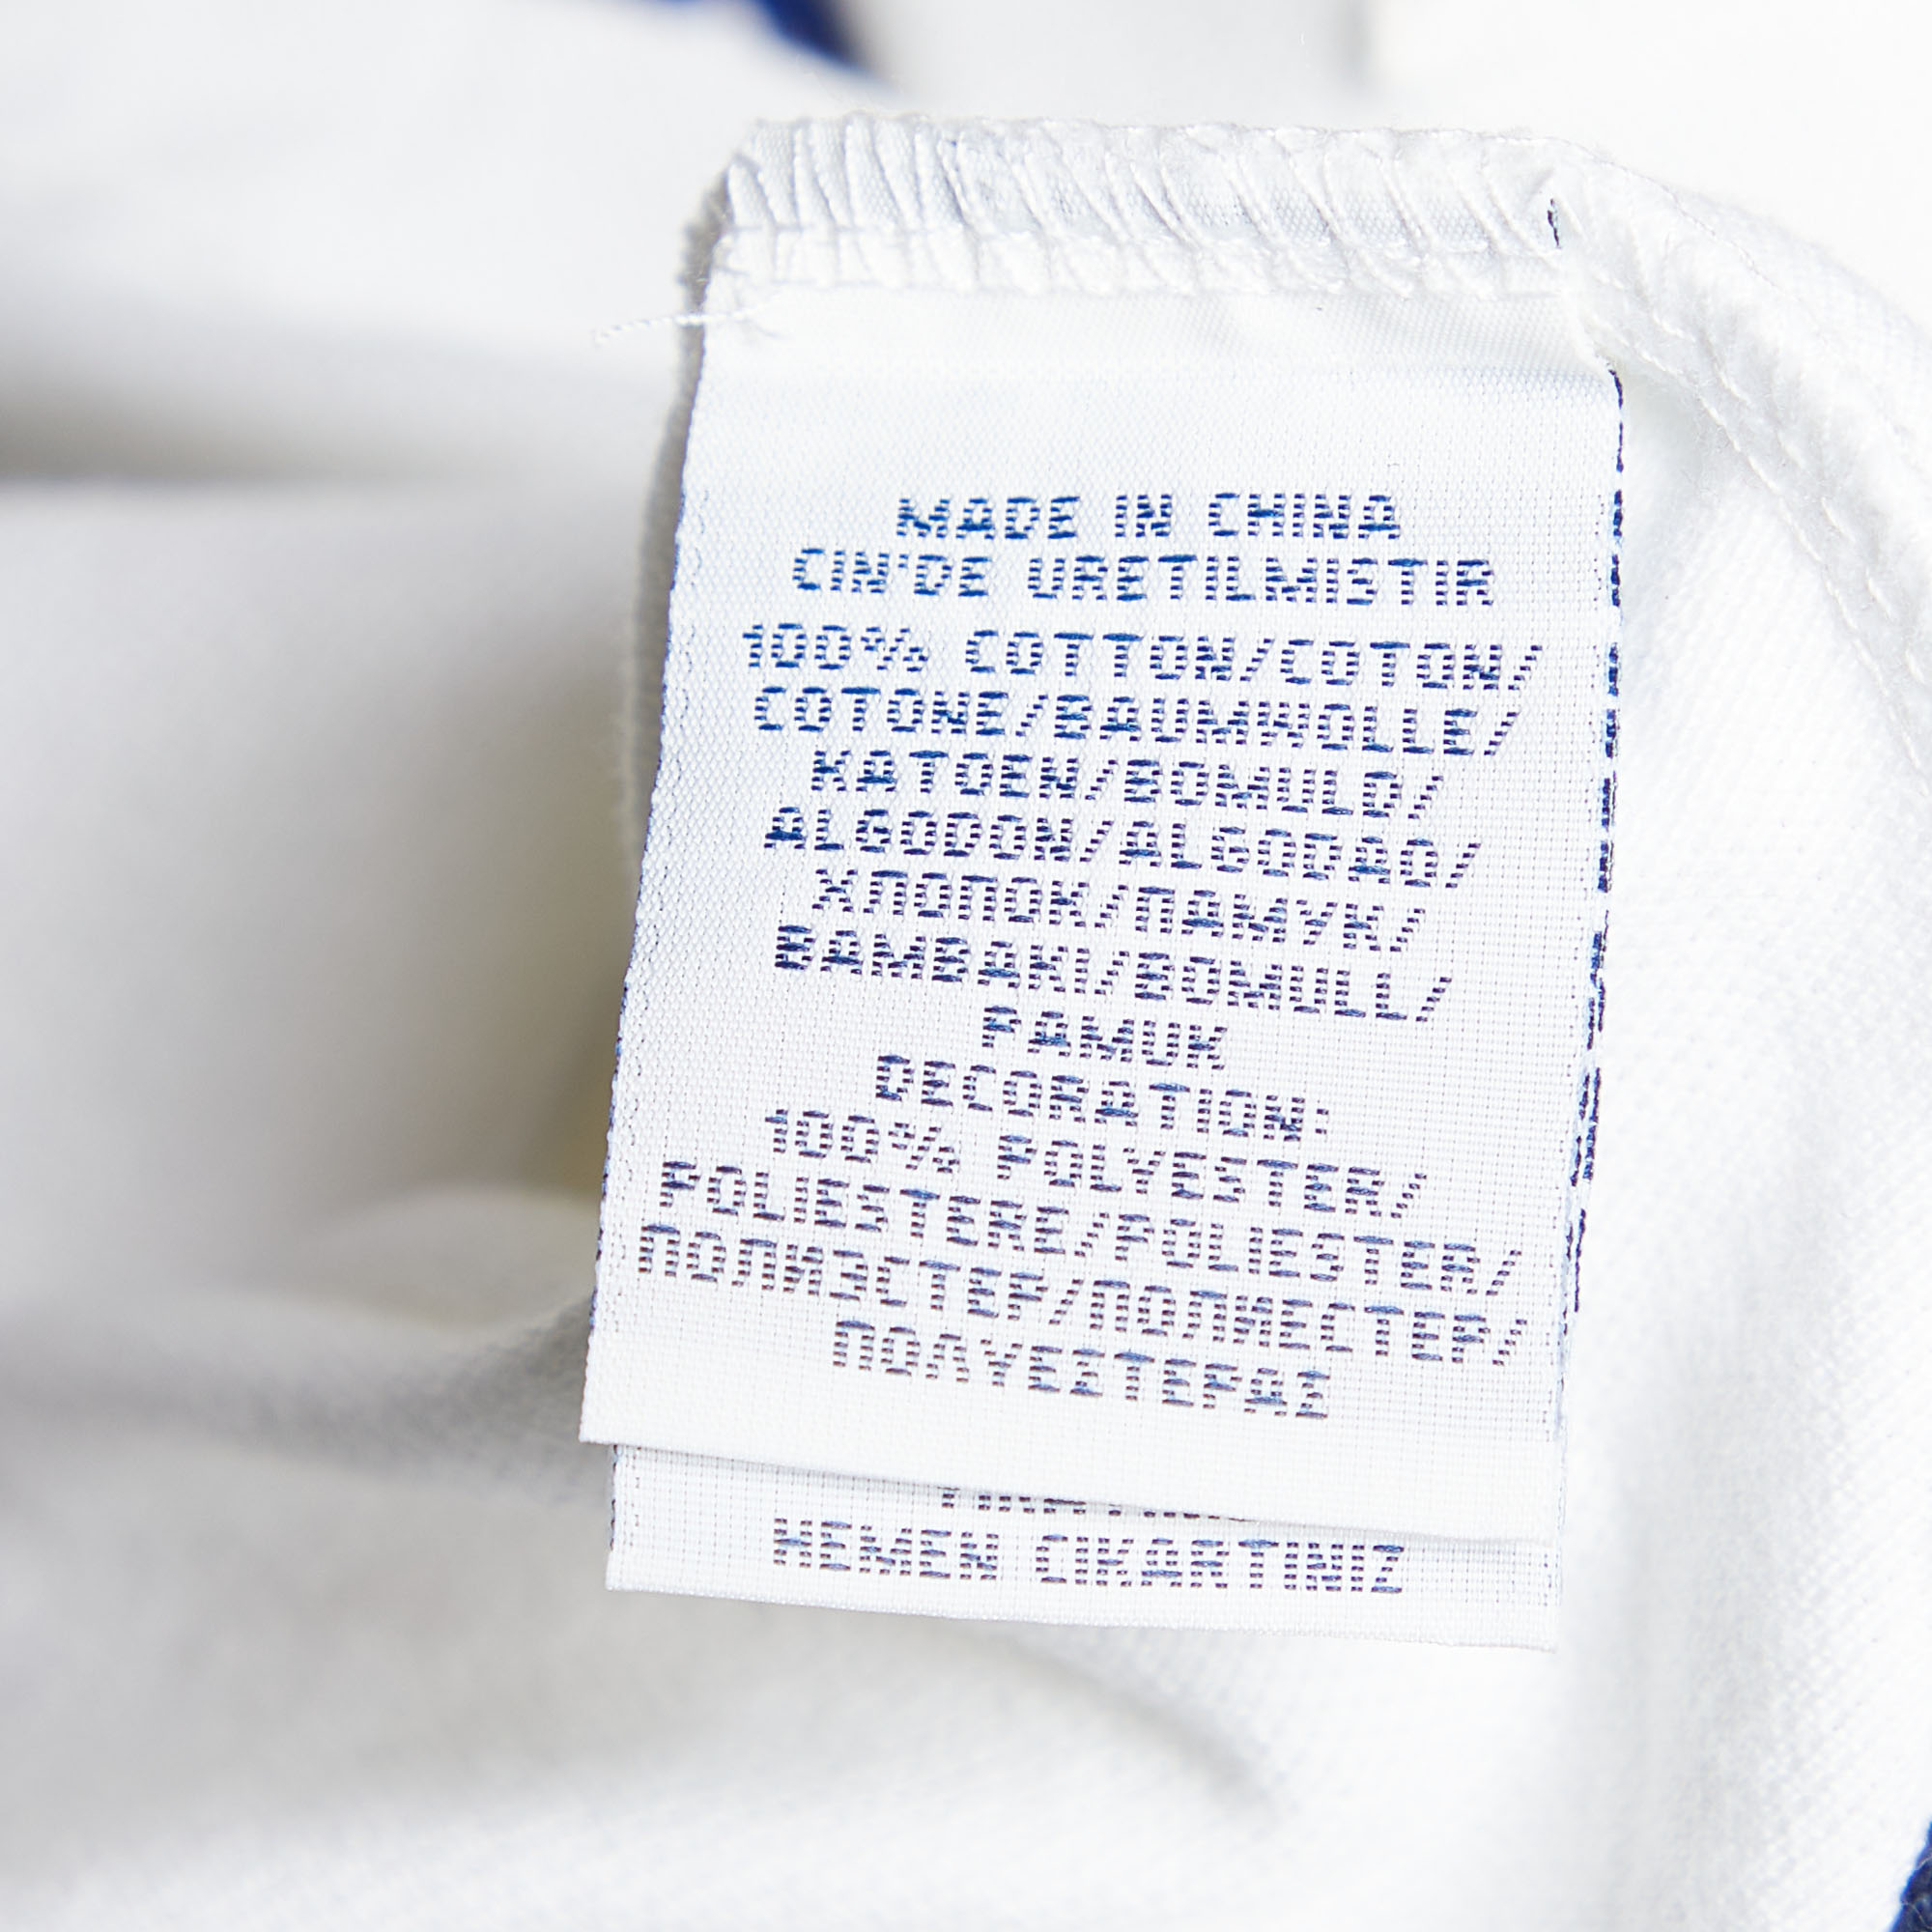 MADE IN CHINA
CIN'DE URETILMISTIR
100% COTTON/COTON/
COTONE/BAUMWOLLE/
KATOEN/BOMULD/
ALGODON/ALGODAO/
ХЛОПОК/ПАМУК/
BAMBAKI/BOMULL/
PAMUK
DECORATION:
100% POLYESTER/
POLIESTERE/POLIESTER/
ПОЛИЭСТЕР/ПОЛИЕСТЕР/
ΠΟΛΥΕΣΤΕΡΑΣ
HEMEN CIKARTINIZ